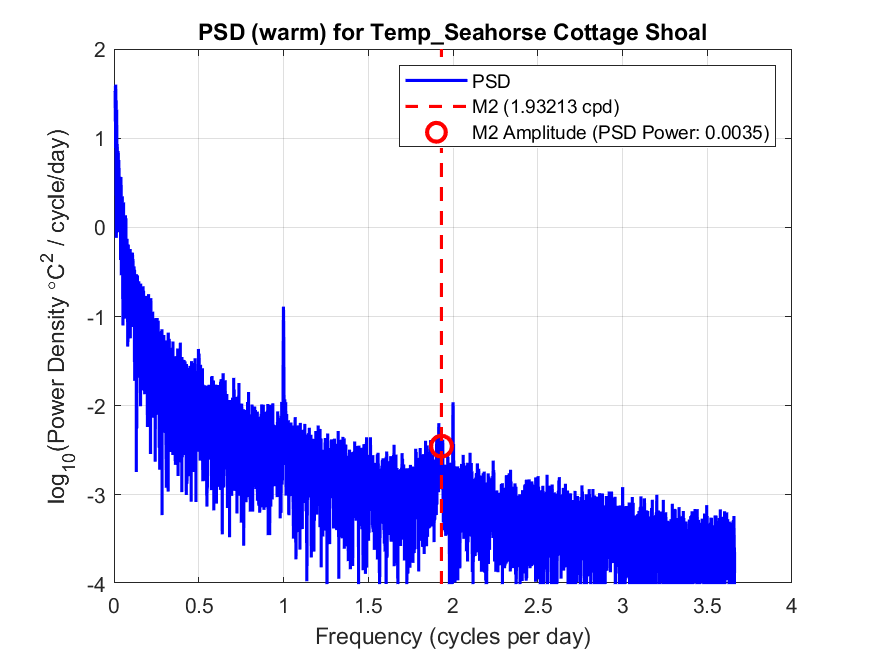 PSD (warm) for Temp_Seahorse Cottage Shoal
PSD
M2 (1.93213 cpd)
M2 Amplitude (PSD Power: 0.0035)
log10(Power Density °C2 / cycle/day)
2
1
0
-1
-2
-3
-4
0
0.5
1
1.5
2
2.5
3
3.5
4
Frequency (cycles per day)